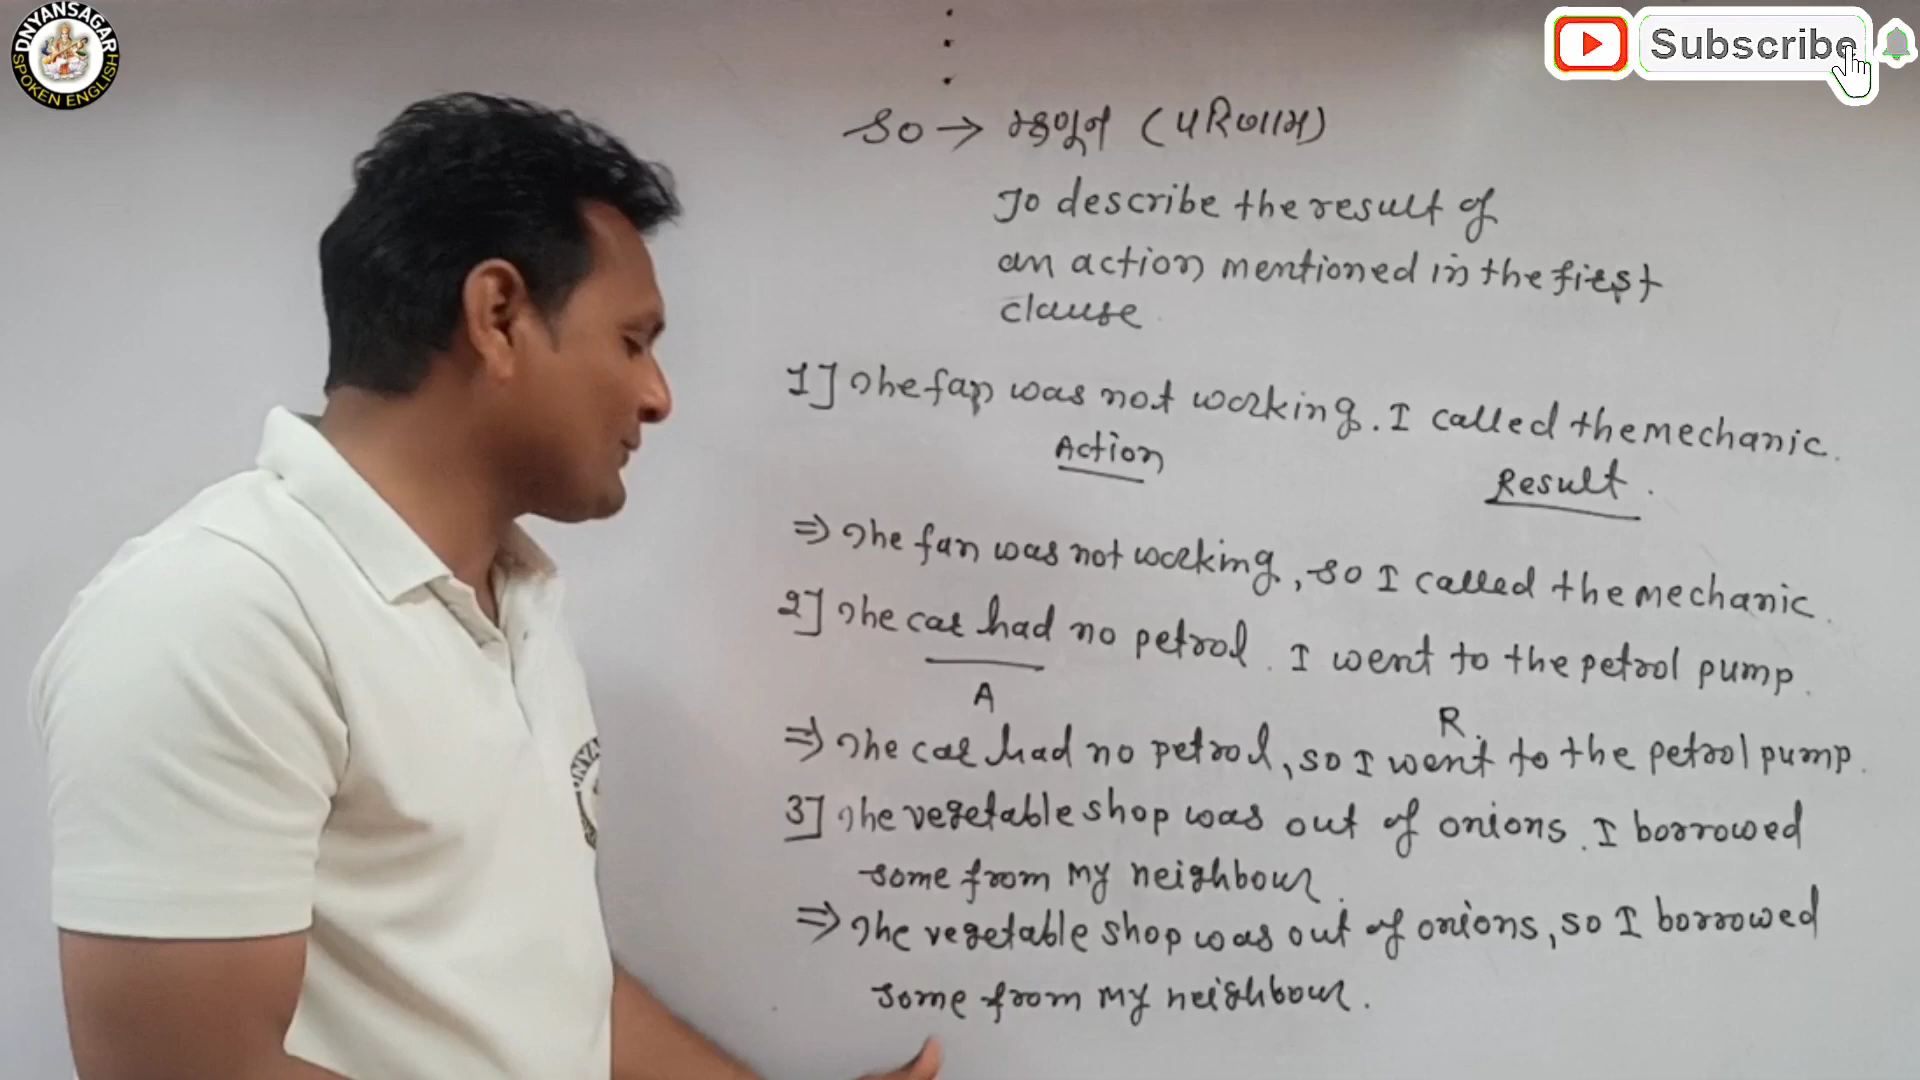 DNYANSAGAR
SPOKEN ENGLISH
Subscribe
so → म्हणून (परिणाम)
To describe the result of
an action mentioned in the first
clause.
1] The fan was not working. I called the mechanic.
Action
Result.
⇒ The fan was not working, so I called the mechanic.
2] The car had no petrol. I went to the petrol pump.
A
R.
⇒ The car had no petrol, so I went to the petrol pump.
3] The vegetable shop was out of onions. I borrowed
some from my neighbour.
⇒ The vegetable shop was out of onions, so I borrowed
some from my neighbour.